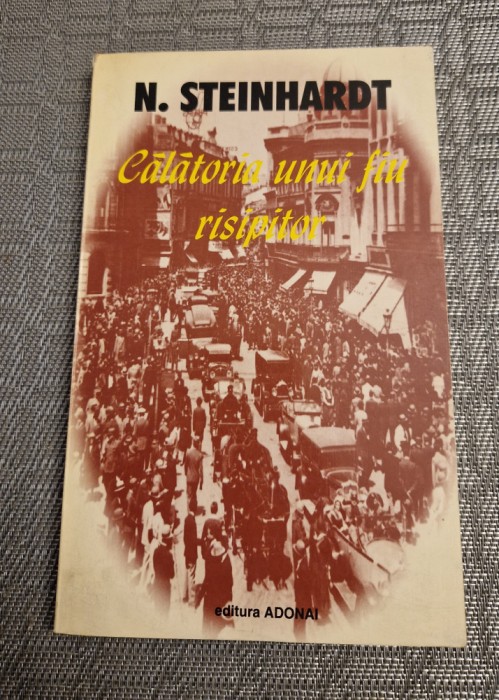 N. STEINHARDT
Călătoria unui fiu
risipitor
editura ADONAI